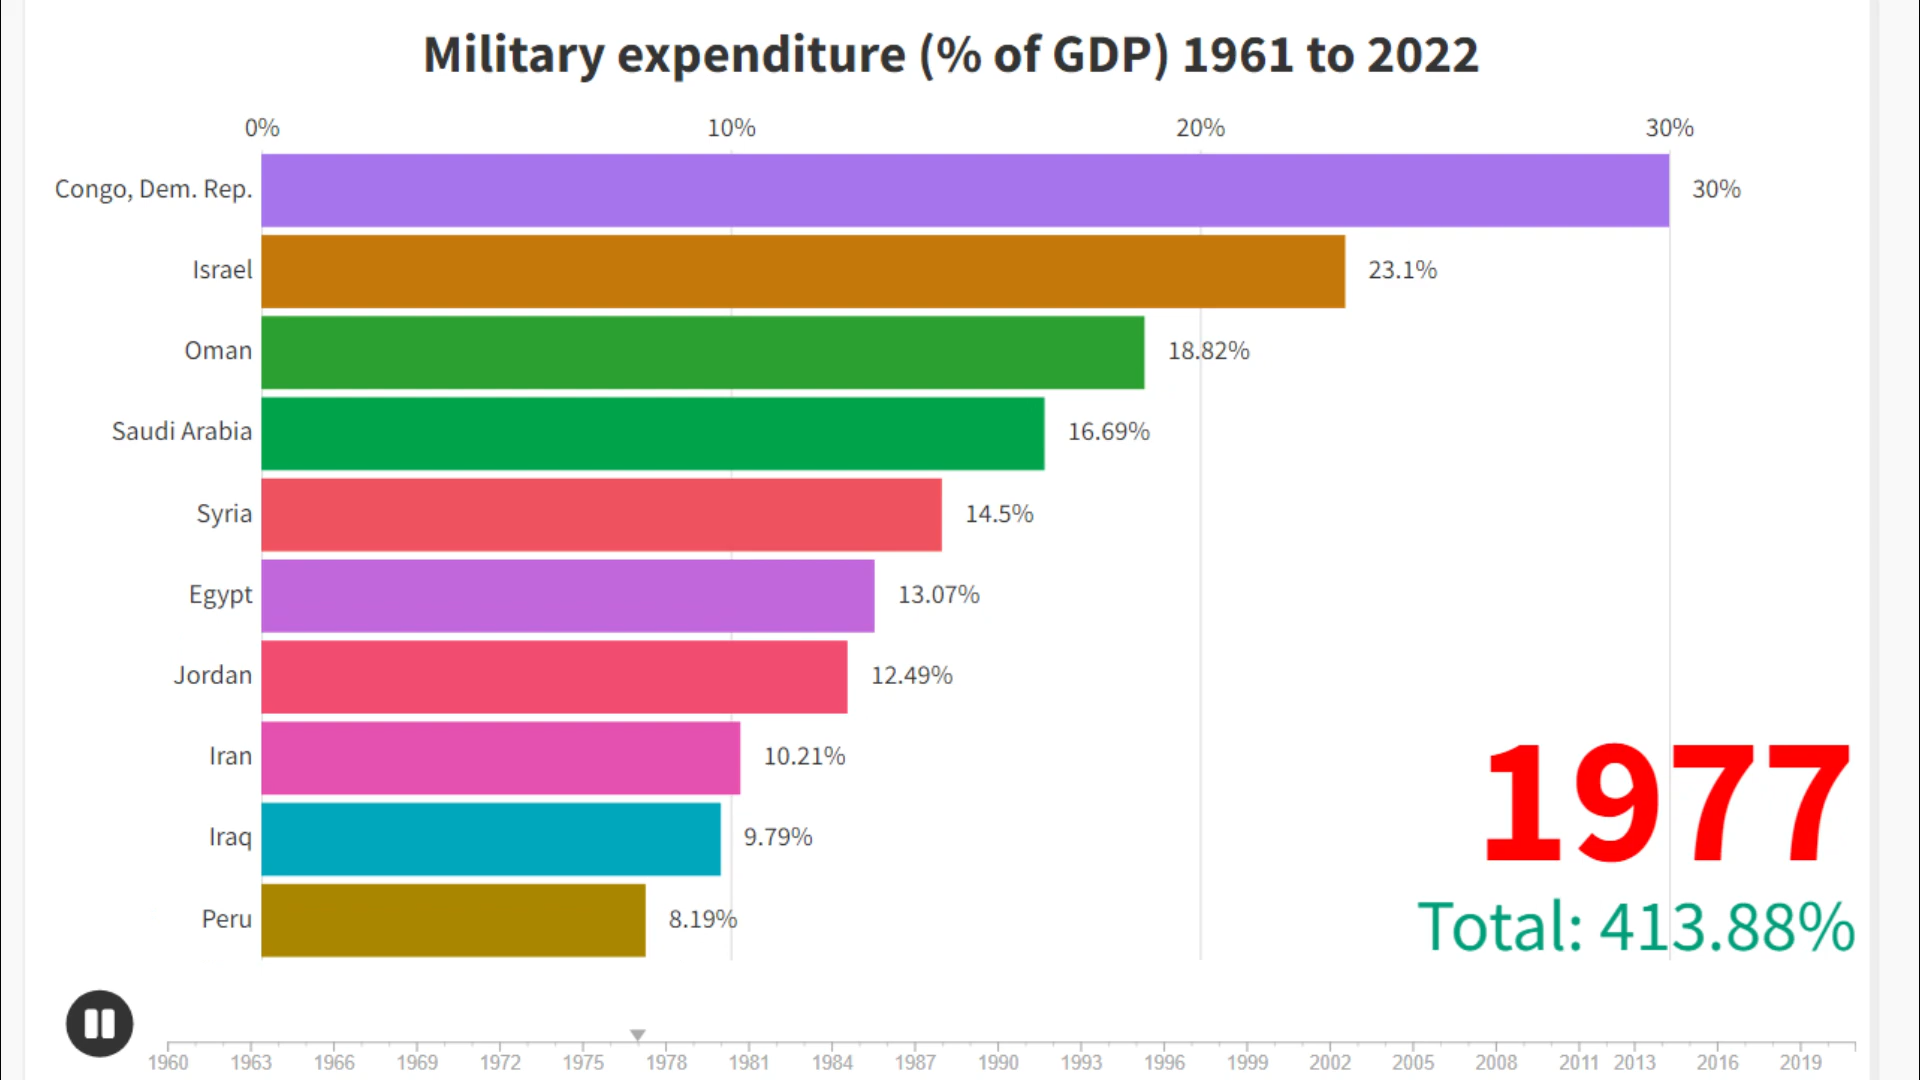 Military expenditure (% of GDP) 1961 to 2022
0% 10% 20% 30%
Congo, Dem. Rep. 30%
Israel 23.1%
Oman 18.82%
Saudi Arabia 16.69%
Syria 14.5%
Egypt 13.07%
Jordan 12.49%
Iran 10.21%
Iraq 9.79%
Peru 8.19%
1977
Total: 413.88%
1960 1963 1966 1969 1972 1975 1978 1981 1984 1987 1990 1993 1996 1999 2002 2005 2008 2011 2013 2016 2019